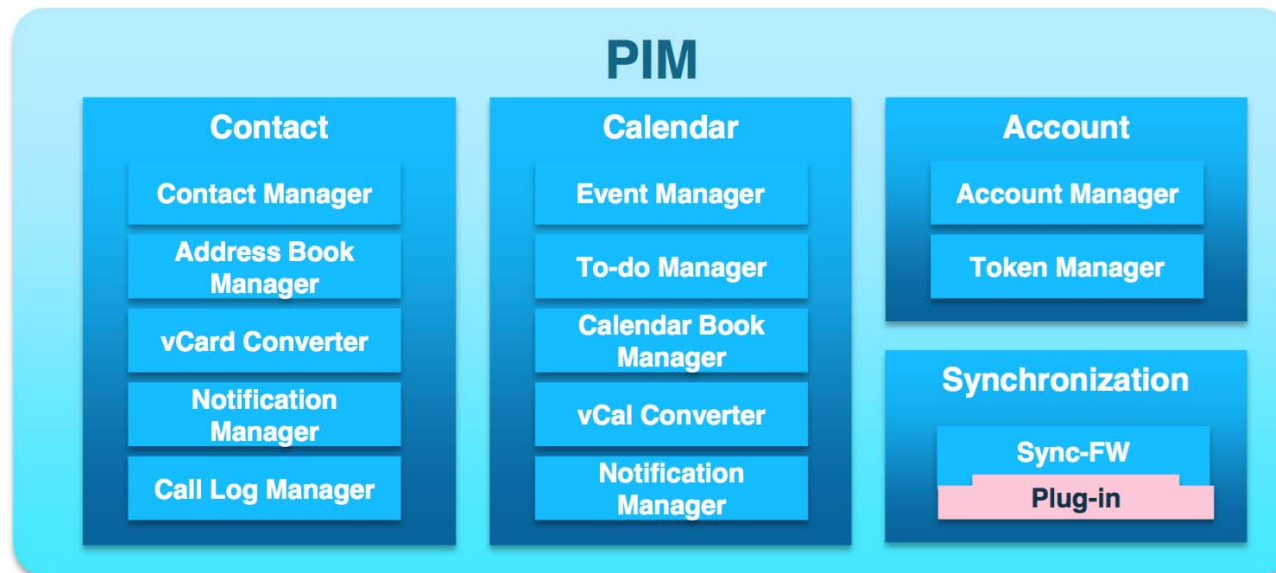 PIM
Contact
Contact Manager
Address Book
Manager
vCard Converter
Notification
Manager
Call Log Manager
Calendar
Event Manager
To-do Manager
Calendar Book
Manager
vCal Converter
Notification
Manager
Account
Account Manager
Token Manager
Synchronization
Sync-FW
Plug-in